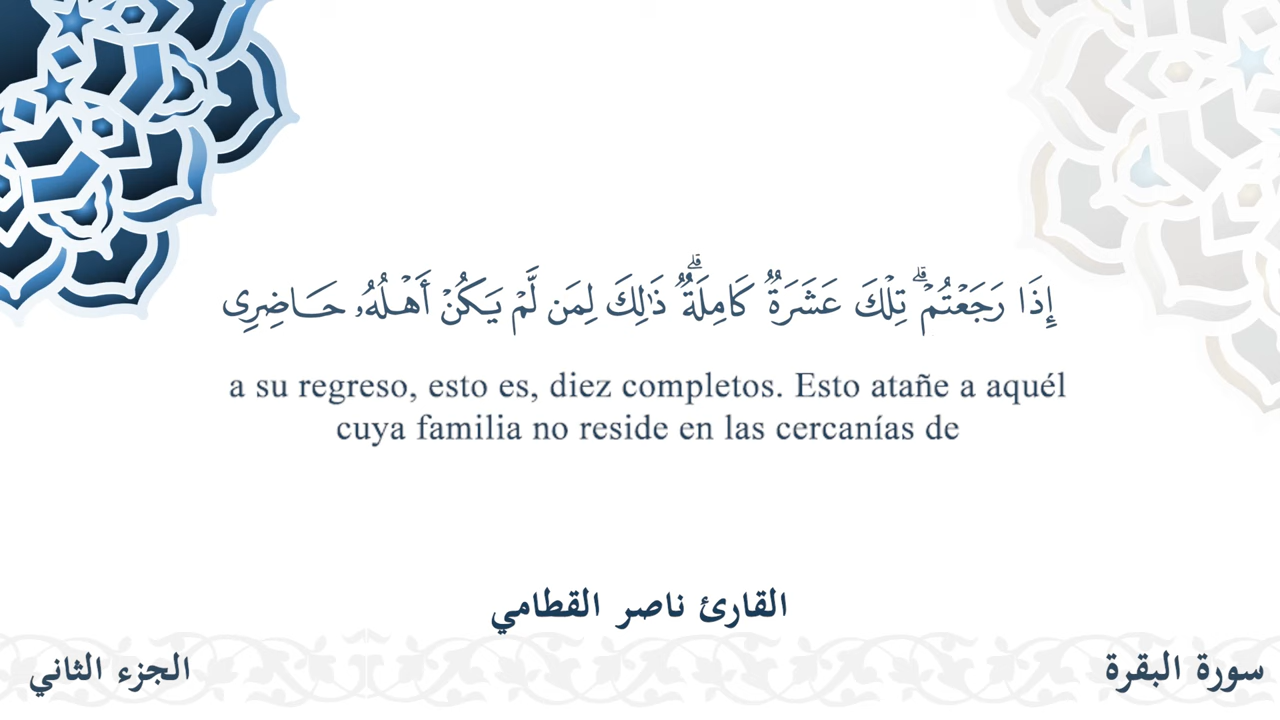 إِذَا رَجَعْتُمْ ۗ تِلْكَ عَشَرَةٌ كَامِلَةٌ ۗ ذَٰلِكَ لِمَن لَّمْ يَكُنْ أَهْلُهُۥ حَاضِرِى
a su regreso, esto es, diez completos. Esto atañe a aquél
cuya familia no reside en las cercanías de
القارئ ناصر القطامي
سورة البقرة
الجزء الثاني